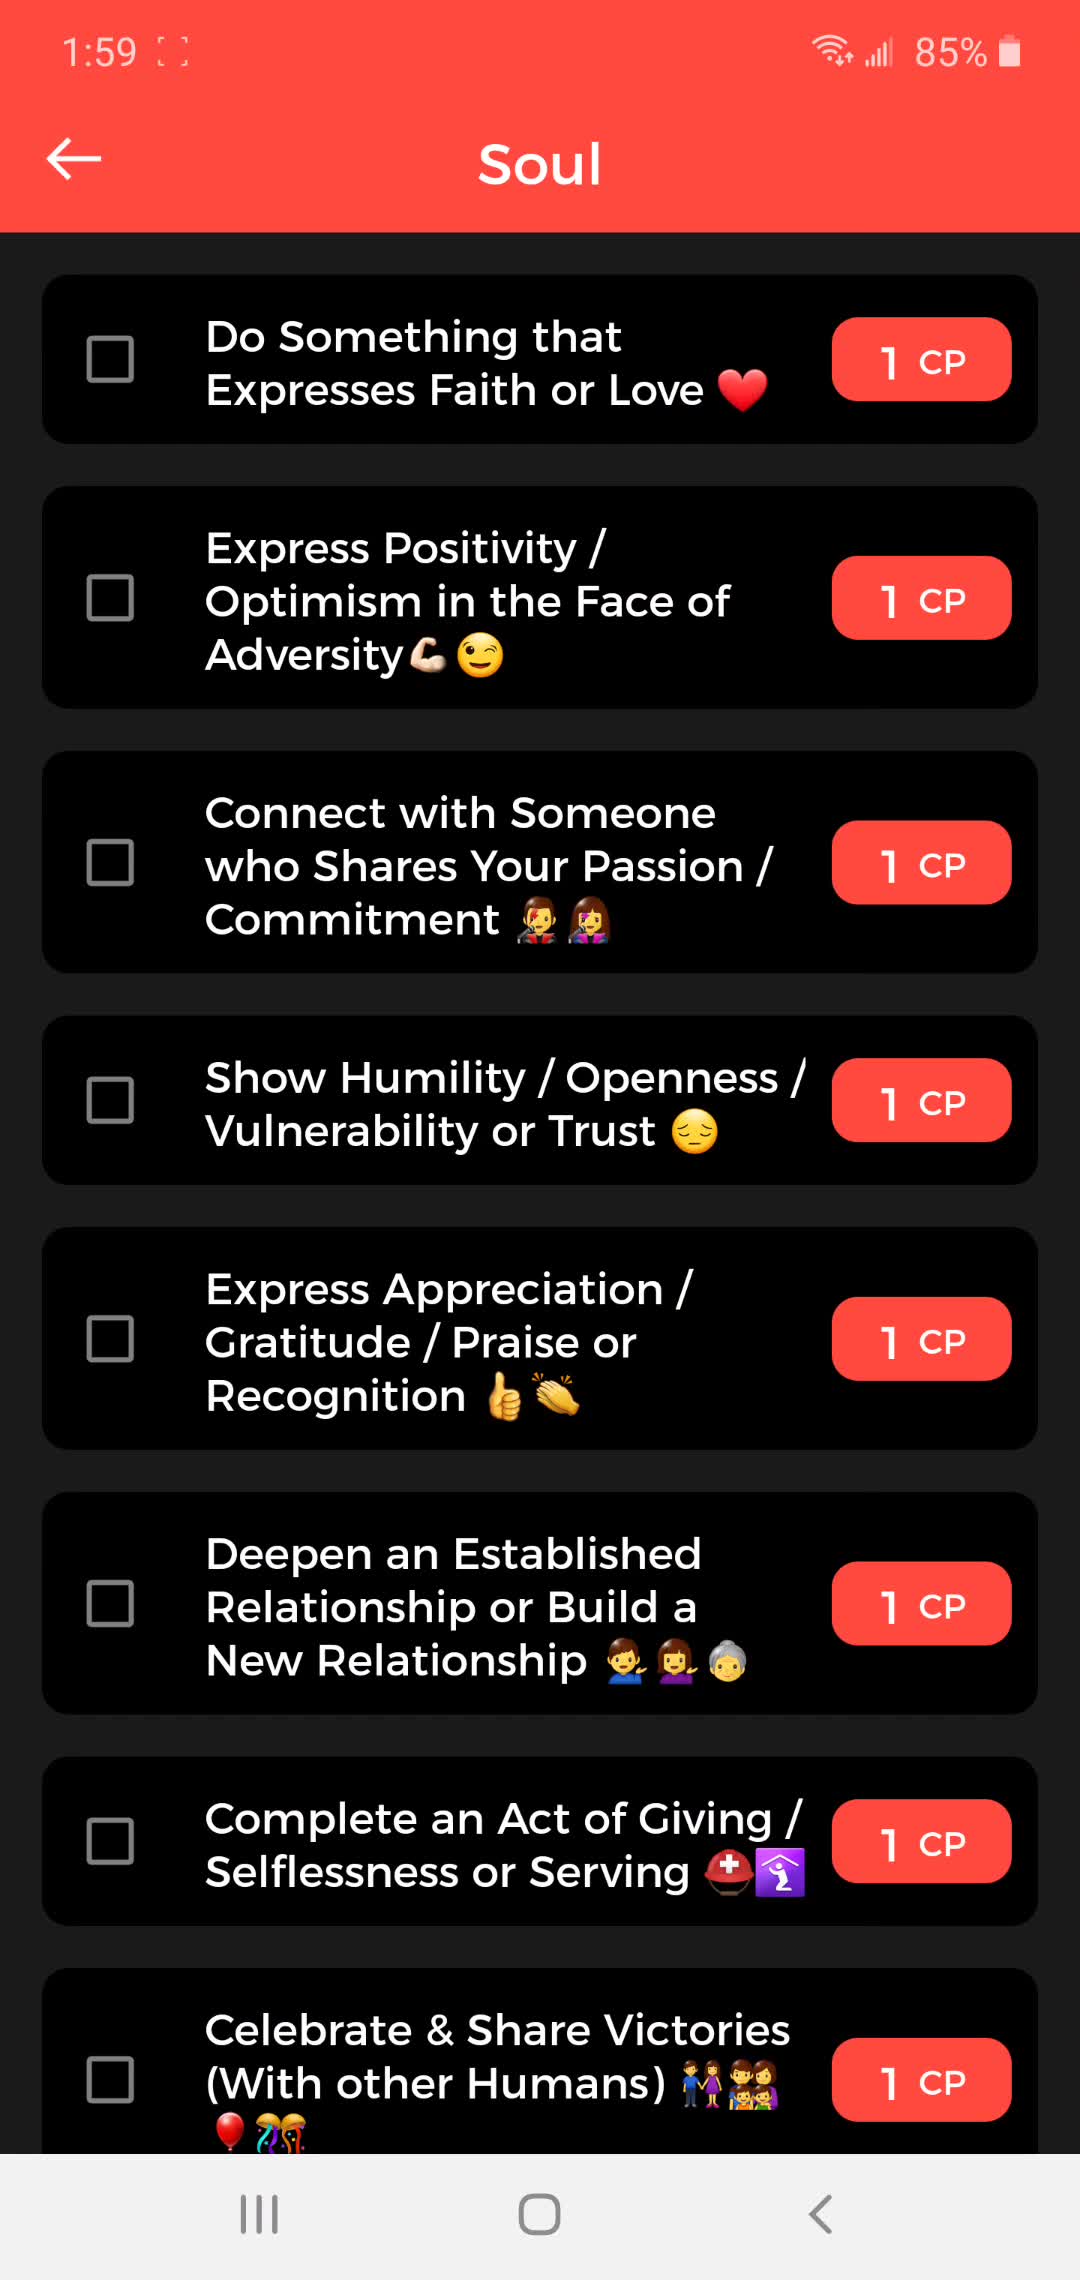 1:59 85%
Soul
Do Something that
Expresses Faith or Love ❤️
1 CP
Express Positivity /
Optimism in the Face of
Adversity💪🏻😉
1 CP
Connect with Someone
who Shares Your Passion /
Commitment 👨‍🎤👩‍🎤
1 CP
Show Humility / Openness /
Vulnerability or Trust 😔
1 CP
Express Appreciation /
Gratitude / Praise or
Recognition 👍👏
1 CP
Deepen an Established
Relationship or Build a
New Relationship 💁‍♂️💁‍♀️👵
1 CP
Complete an Act of Giving /
Selflessness or Serving ⛑️🛐
1 CP
Celebrate & Share Victories
(With other Humans) 👫👨‍👩‍👧‍👦
🎈🎊
1 CP